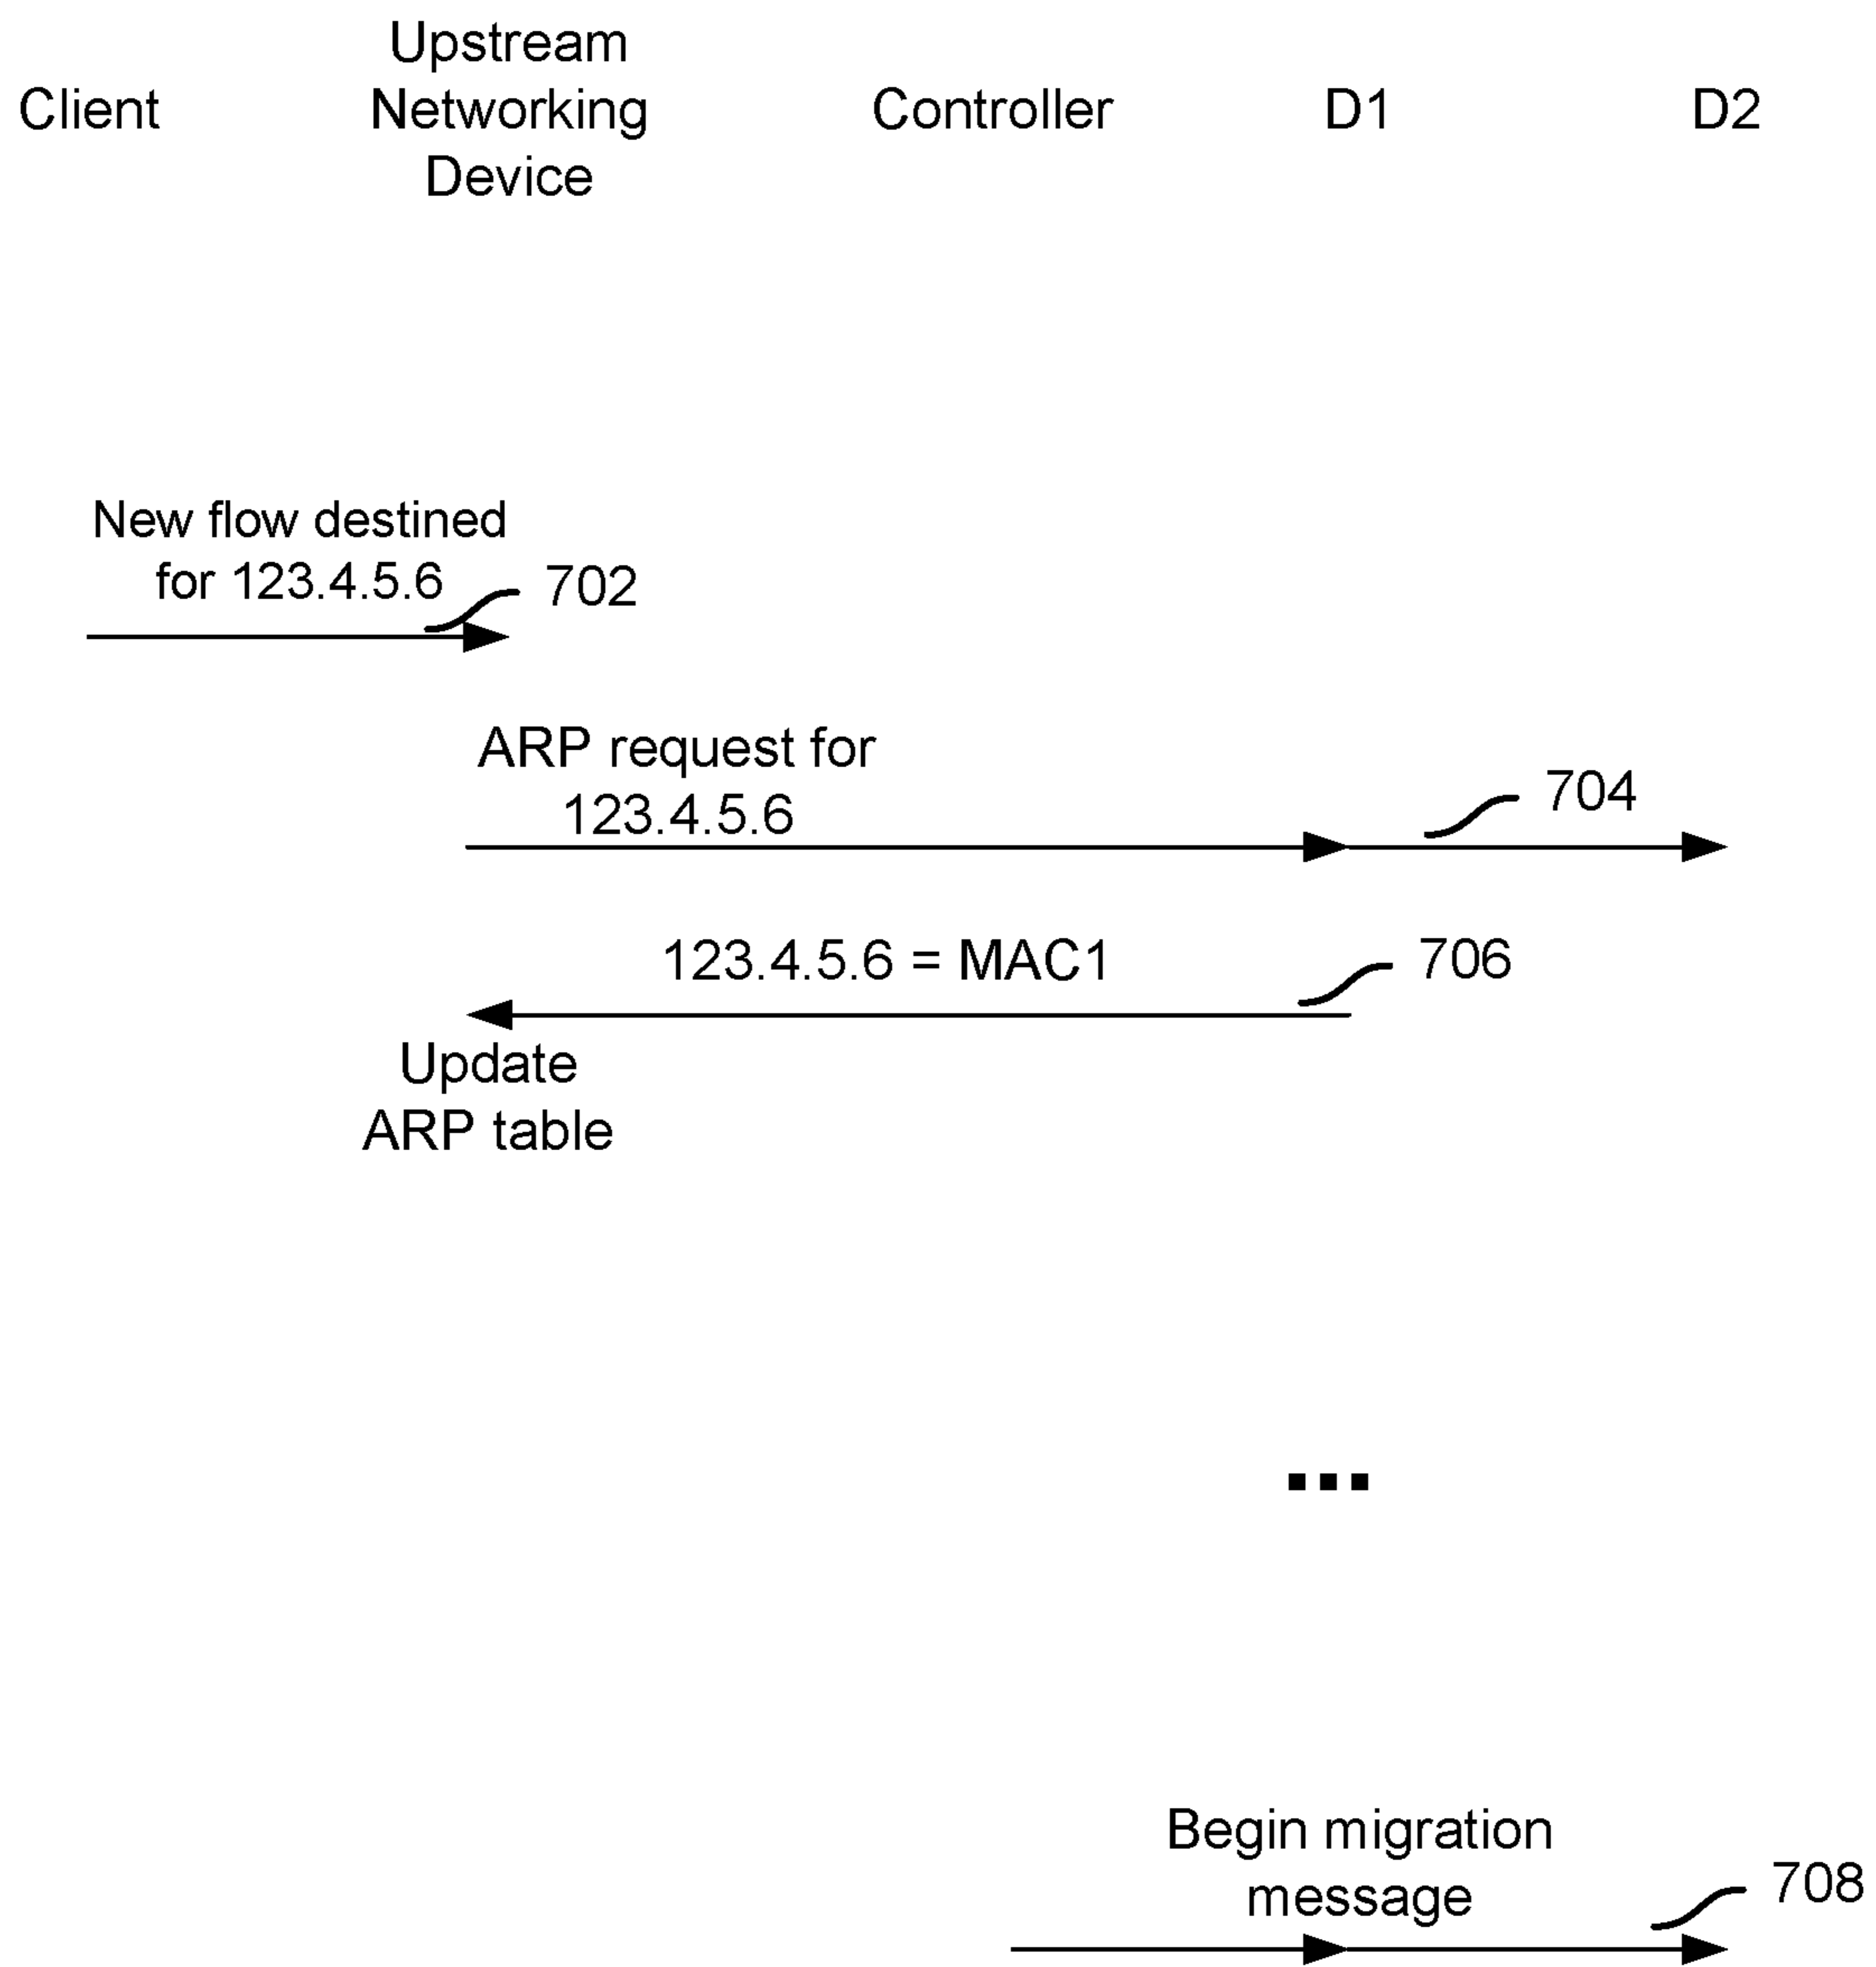 Client
Upstream
Networking
Device
Controller
D1
D2
New flow destined
for 123.4.5.6
702
ARP request for
123.4.5.6
704
123.4.5.6 = MAC1
706
Update
ARP table
...
Begin migration
message
708